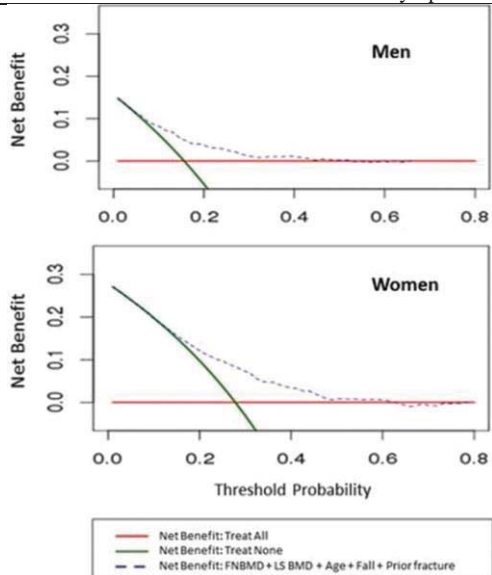 Men
Net Benefit
0.3
0.2
0.1
0.0
0.0 0.2 0.4 0.6 0.8
Women
Net Benefit
0.3
0.2
0.1
0.0
0.0 0.2 0.4 0.6 0.8
Threshold Probability
Net Benefit: Treat All
Net Benefit: Treat None
Net Benefit: FNBMD + LS BMD + Age + Fall + Prior fracture